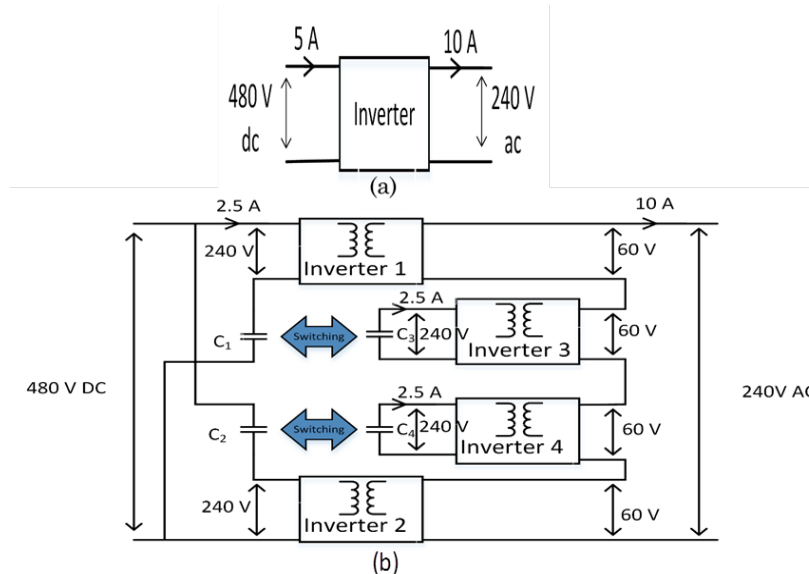 5 A
10 A
480 V
dc
Inverter
240 V
ac
(a)
2.5 A
10 A
240 V
Inverter 1
60 V
2.5 A
C1
Switching
C3
240 V
Inverter 3
60 V
480 V DC
240V AC
2.5 A
C2
Switching
C4
240 V
Inverter 4
60 V
240 V
Inverter 2
60 V
(b)